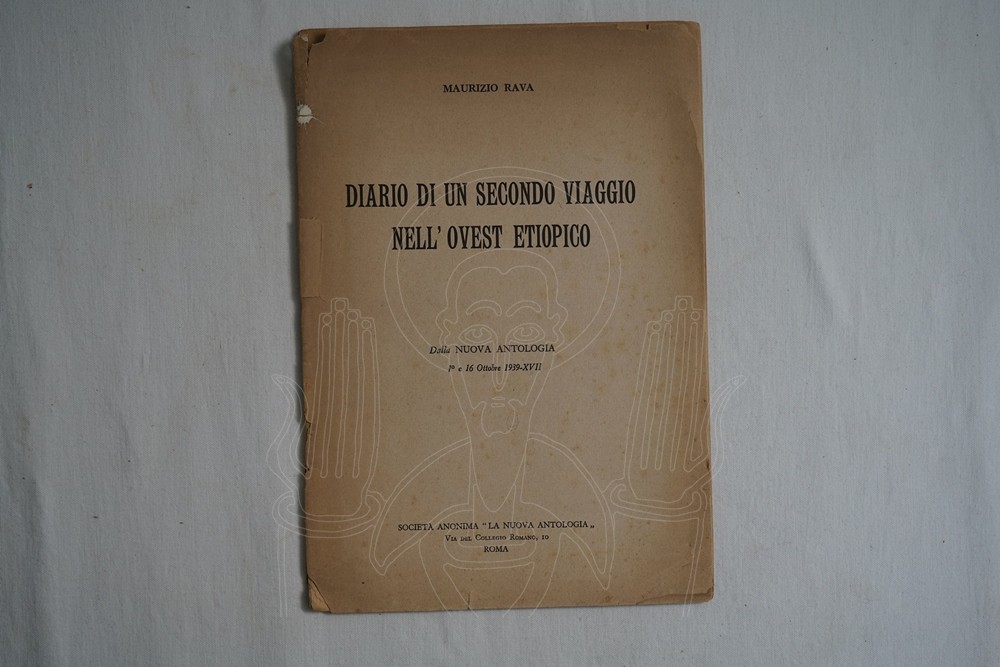 MAURIZIO RAVA
DIARIO DI UN SECONDO VIAGGIO
NELL' OVEST ETIOPICO
Dalla NUOVA ANTOLOGIA
1º e 16 Ottobre 1939-XVII
SOCIETÀ ANONIMA "LA NUOVA ANTOLOGIA„
VIA DEL COLLEGIO ROMANO, 10
ROMA